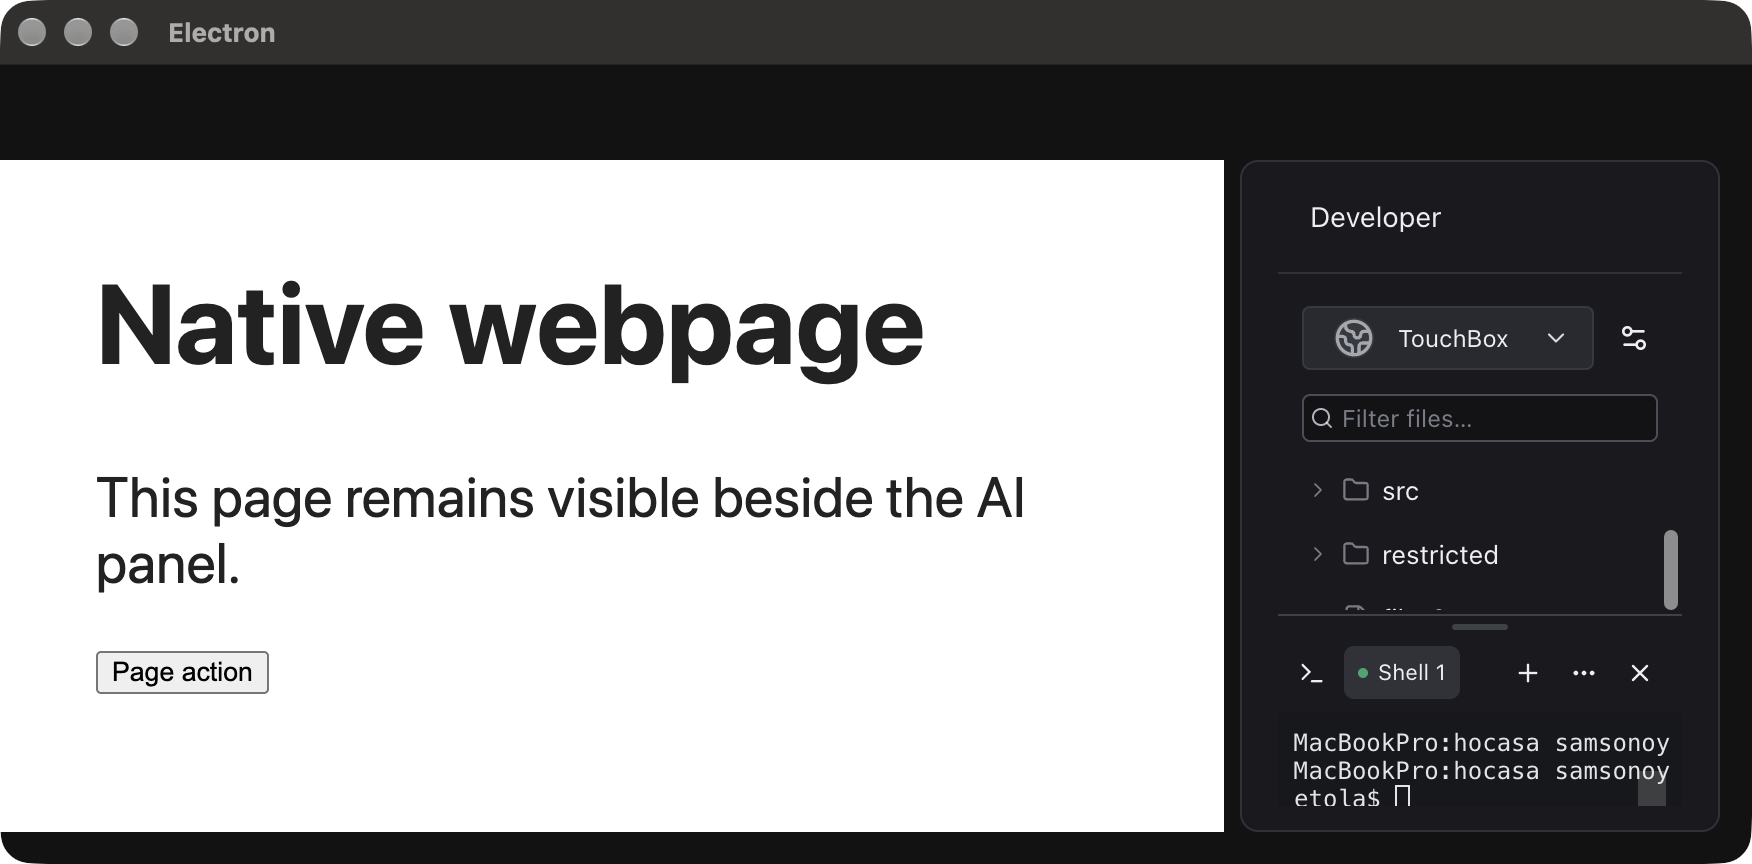 Electron
Native webpage
This page remains visible beside the AI
panel.
Page action
Developer
TouchBox
Filter files...
src
restricted
Shell 1
MacBookPro:hocasa samsonoy
MacBookPro:hocasa samsonoy
etola$